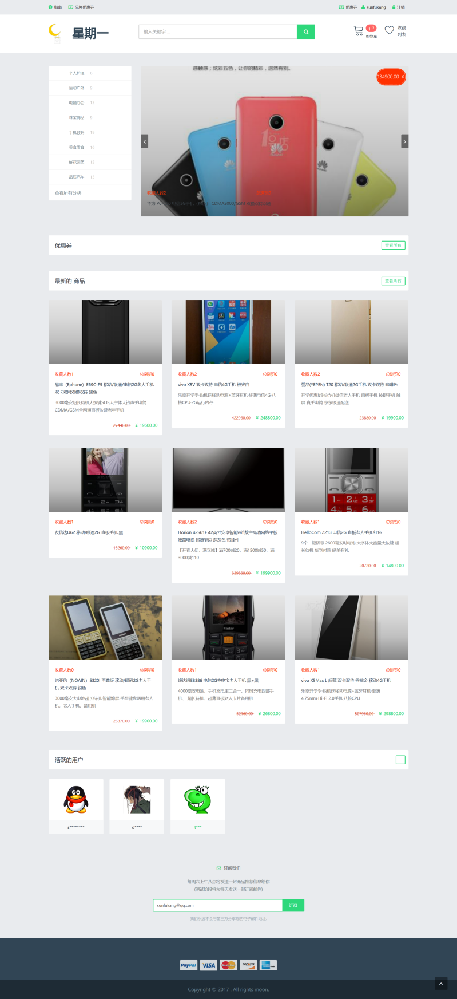 指南 兑换优惠券
优惠券 sunfukang 注销
星期一
输入关键字 ...
1 0
购物车
收藏
列表
个人护理 6
运动户外 9
电脑办公 12
珠宝饰品 9
手机数码 19
美食零食 16
鲜花园艺 15
品质汽车 13
查看所有分类
感触感；炫彩五色，让你的精彩，迥然有别。
134900.00 ¥
1号店
HUAWEI
收藏人数2
优惠券
查看所有
最新的 商品
查看所有
收藏人数1 总浏览0
易丰（Ephone）E69C-F5 移动/联通/电信2G老人手机
双卡双网双模双待 黑色
3000毫安超长待机大按键SOS大字体大铃声手电筒
CDMA/GSM全网通直板按键老年手机
27440.00 ¥ 19600.00
收藏人数2 总浏览0
vivo X5V 双卡双待 电信4G手机 极光白
乐享开学季·购机送移动电源+蓝牙耳机·纤薄电信4G·八
核CPU·2G运行内存
422960.00 ¥ 248800.00
收藏人数2 总浏览0
誉品(YEPEN) T20 移动/联通2G手机 双卡双待 咖啡色
开学优惠!超长待机微信老人手机 直板手机 按键手机 触
屏 真手电筒 京东极速配送
23880.00 ¥ 19900.00
收藏人数1 总浏览0
友信达U62 移动/联通2G 直板手机 黑
15260.00 ¥ 10900.00
收藏人数2 总浏览0
Horion 42S61F 42英寸安卓智能wifi数字高清网络平板
液晶电视 超薄窄边 深灰色 带挂件
【开春大促，满立减】满700减20，满1500减50，满
3000减110
339830.00 ¥ 199900.00
收藏人数1 总浏览0
HelloCom Z213 电信2G 直板老人手机 红色
9个一键拨号 2600毫安时电池 大字体大音量大按键 超
长待机 货到付款 晒单有礼
20720.00 ¥ 14800.00
收藏人数0 总浏览0
诺亚信（NOAIN）5320I 至尊版 移动/联通2G老人手
机 双卡双待 银色
3000毫安大电池超长待机 智能触屏 手写键盘两用老人
机、老人手机、备用机
25870.00 ¥ 19900.00
Fadar
收藏人数1 总浏览0
锋达通E8386 电信2G充电宝老人手机 黑+黑
4000毫安电池、手机充电宝二合一、同时充电四部手
机、 超长待机、超薄直板老人卡片备用机
32160.00 ¥ 26800.00
收藏人数1 总浏览0
vivo X5Max L 超薄 双卡双待 香槟金 移动4G手机
乐享开学季·购机送移动电源+蓝牙耳机·至薄
4.75mm·Hi-Fi 2.0手机·八核CPU
507960.00 ¥ 298800.00
活跃的用户
s********
d****
t***
订阅我们
每周六上午八点将发送一封商品推荐信息给你
(测试阶段将为每天发送一封订阅邮件)
sunfukang@qq.com 订阅
我们永远不会与第三方分享您的电子邮件地址.
PayPal VISA MasterCard DISCOVER
Copyright © 2017 . All rights moon.